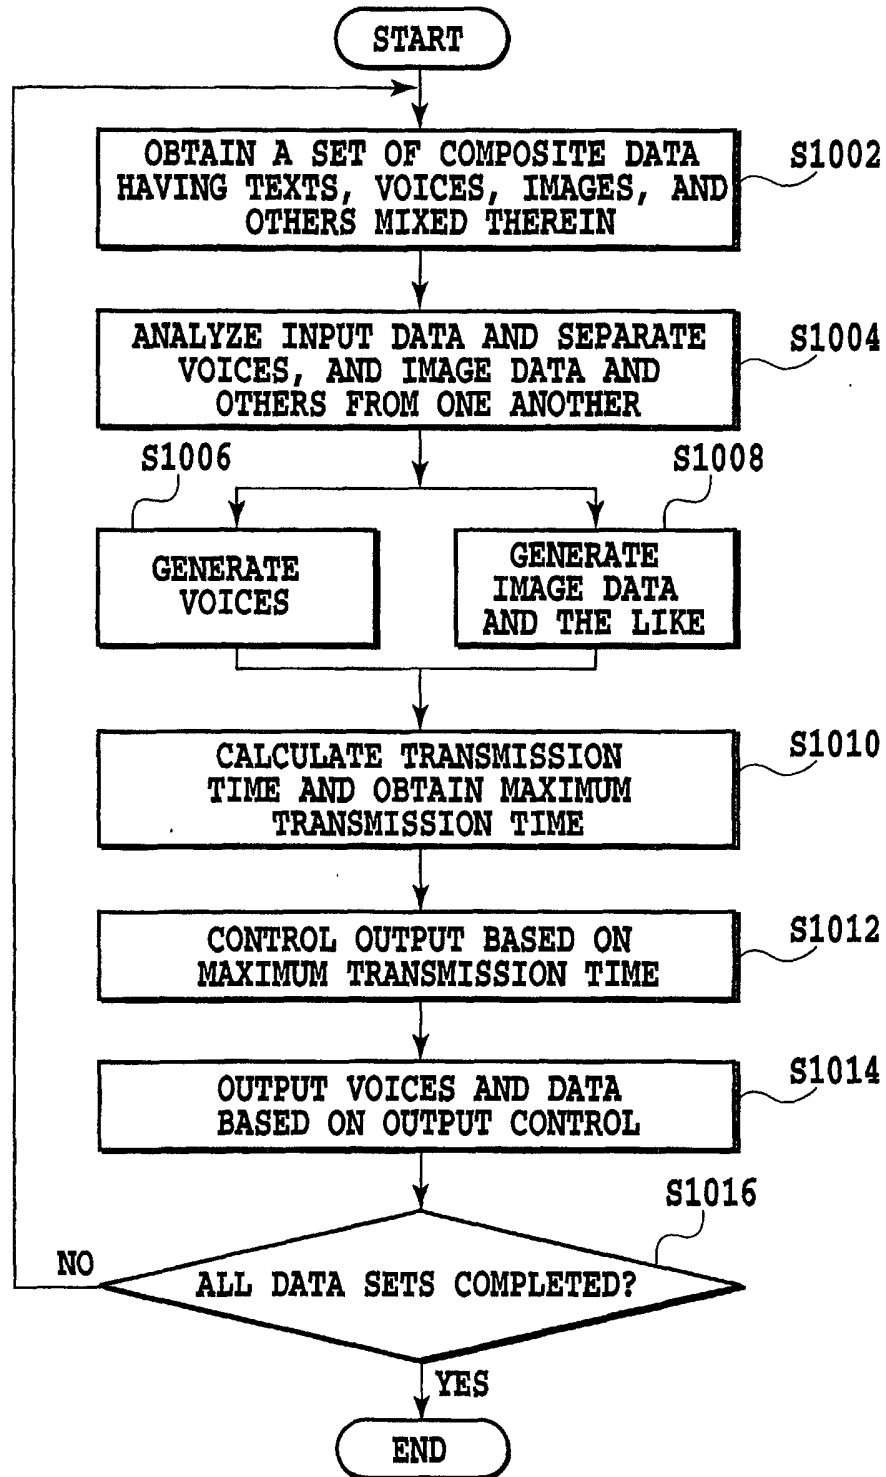 START
OBTAIN A SET OF COMPOSITE DATA
HAVING TEXTS, VOICES, IMAGES, AND
OTHERS MIXED THEREIN
S1002
ANALYZE INPUT DATA AND SEPARATE
VOICES, AND IMAGE DATA AND
OTHERS FROM ONE ANOTHER
S1004
S1006
GENERATE
VOICES
S1008
GENERATE
IMAGE DATA
AND THE LIKE
CALCULATE TRANSMISSION
TIME AND OBTAIN MAXIMUM
TRANSMISSION TIME
S1010
CONTROL OUTPUT BASED ON
MAXIMUM TRANSMISSION TIME
S1012
OUTPUT VOICES AND DATA
BASED ON OUTPUT CONTROL
S1014
S1016
ALL DATA SETS COMPLETED?
NO
YES
END